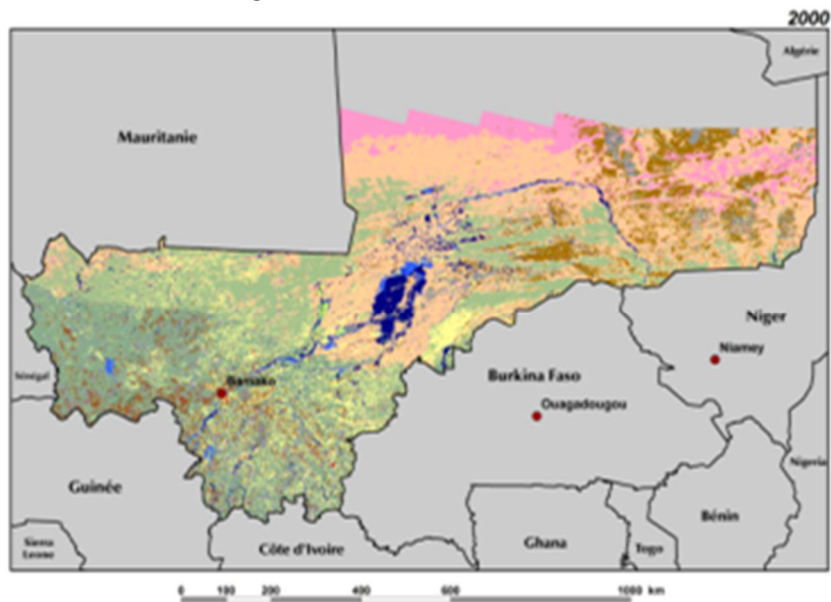 2000
Algérie
Mauritanie
Niger
Niamey
Bamako
Burkina Faso
Ouagadougou
Sénégal
Nigeria
Guinée
Bénin
Sierra
Leone
Côte d'Ivoire
Ghana
Togo
0 100 200 400 600 1000 km